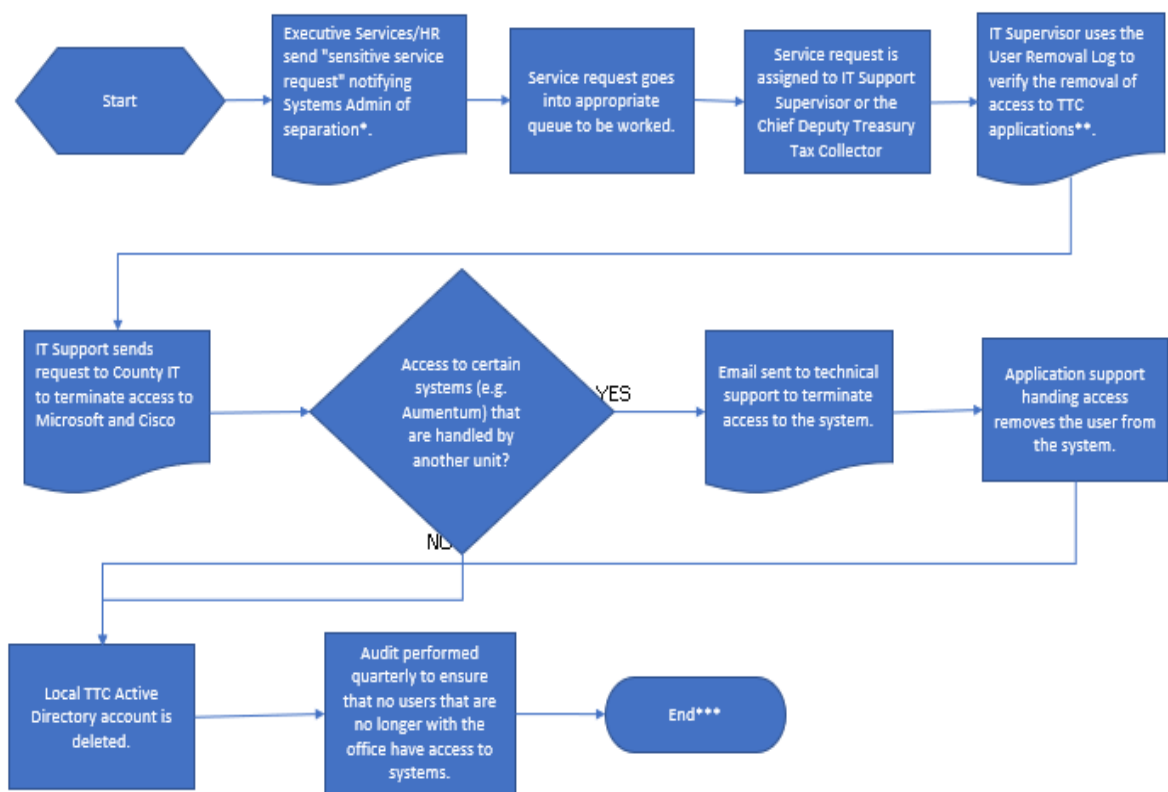 Start
Executive Services/HR
send "sensitive service
request" notifying
Systems Admin of
separation*.
Service request goes
into appropriate
queue to be worked.
Service request is
assigned to IT Support
Supervisor or the
Chief Deputy Treasury
Tax Collector
IT Supervisor uses the
User Removal Log to
verify the removal of
access to TTC
applications**.
IT Support sends
request to County IT
to terminate access to
Microsoft and Cisco
Access to certain
systems (e.g.
Aumentum) that
are handled by
another unit?
YES
NO
Email sent to technical
support to terminate
access to the system.
Application support
handing access
removes the user from
the system.
Local TTC Active
Directory account is
deleted.
Audit performed
quarterly to ensure
that no users that are
no longer with the
office have access to
systems.
End***